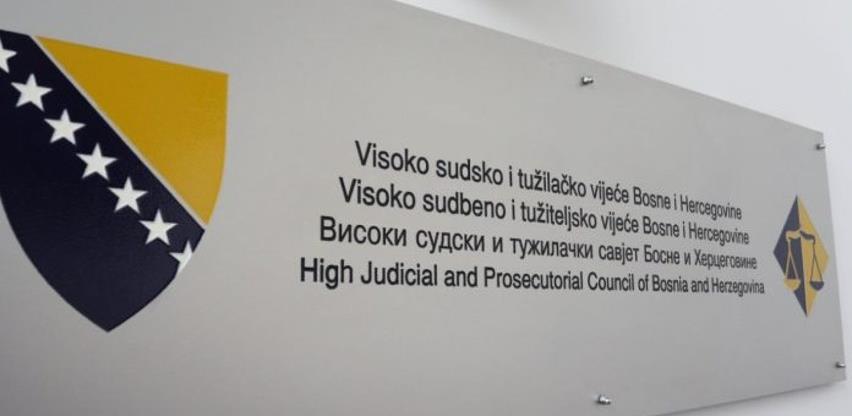 Visoko sudsko i tužilačko vijeće Bosne i Hercegovine
Visoko sudbeno i tužiteljsko vijeće Bosne i Hercegovine
Високи судски и тужилачки савјет Босне и Херцеговине
High Judicial and Prosecutorial Council of Bosnia and Herzegovina